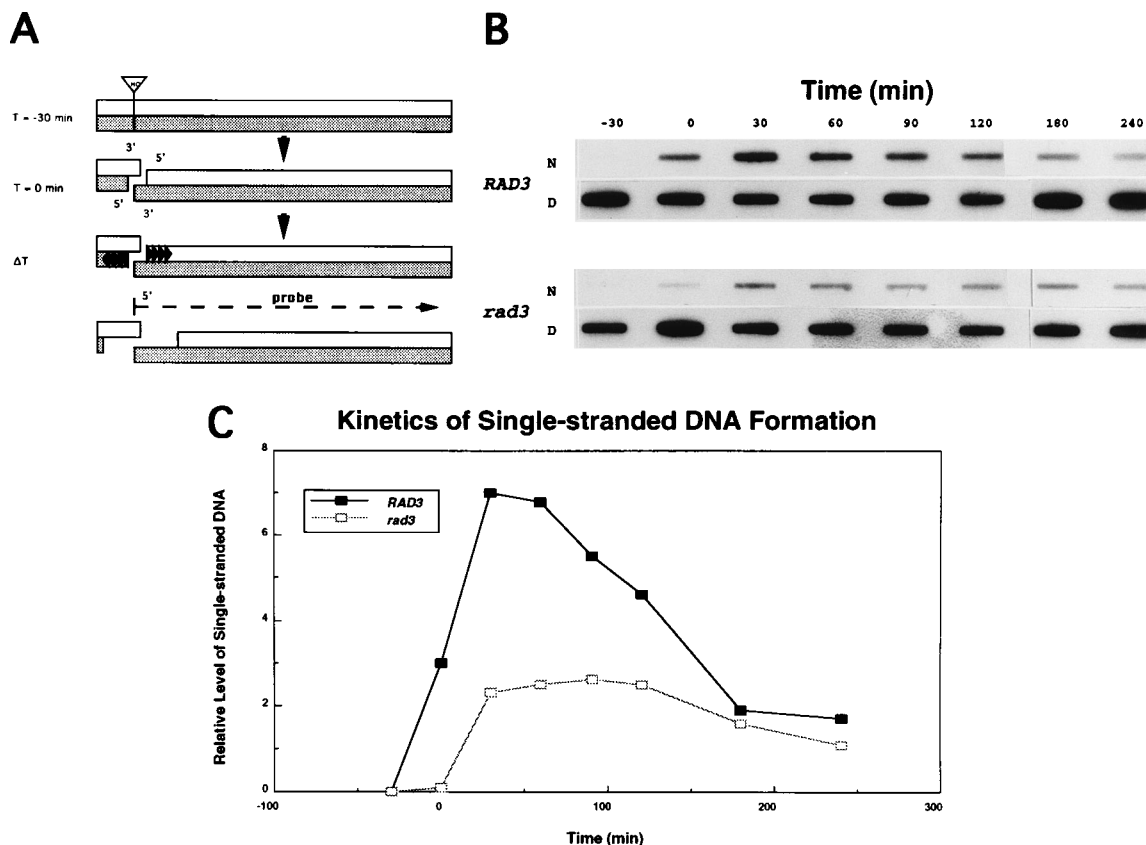 A
HO
T = -30 min
3'
5'
T = 0 min
5'
3'
ΔT
5'
probe
B
Time (min)
-30 0 30 60 90 120 180 240
N
RAD3
D
N
rad3
D
C
Kinetics of Single-stranded DNA Formation
Relative Level of Single-stranded DNA
8
6
4
2
0
RAD3
rad3
-100 0 100 200 300
Time (min)